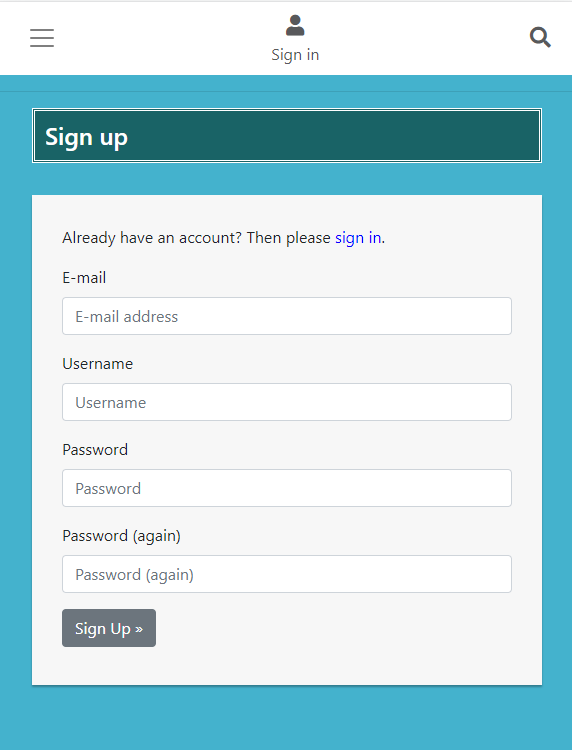 Sign in
Sign up
Already have an account? Then please sign in.
E-mail
E-mail address
Username
Username
Password
Password
Password (again)
Password (again)
Sign Up »